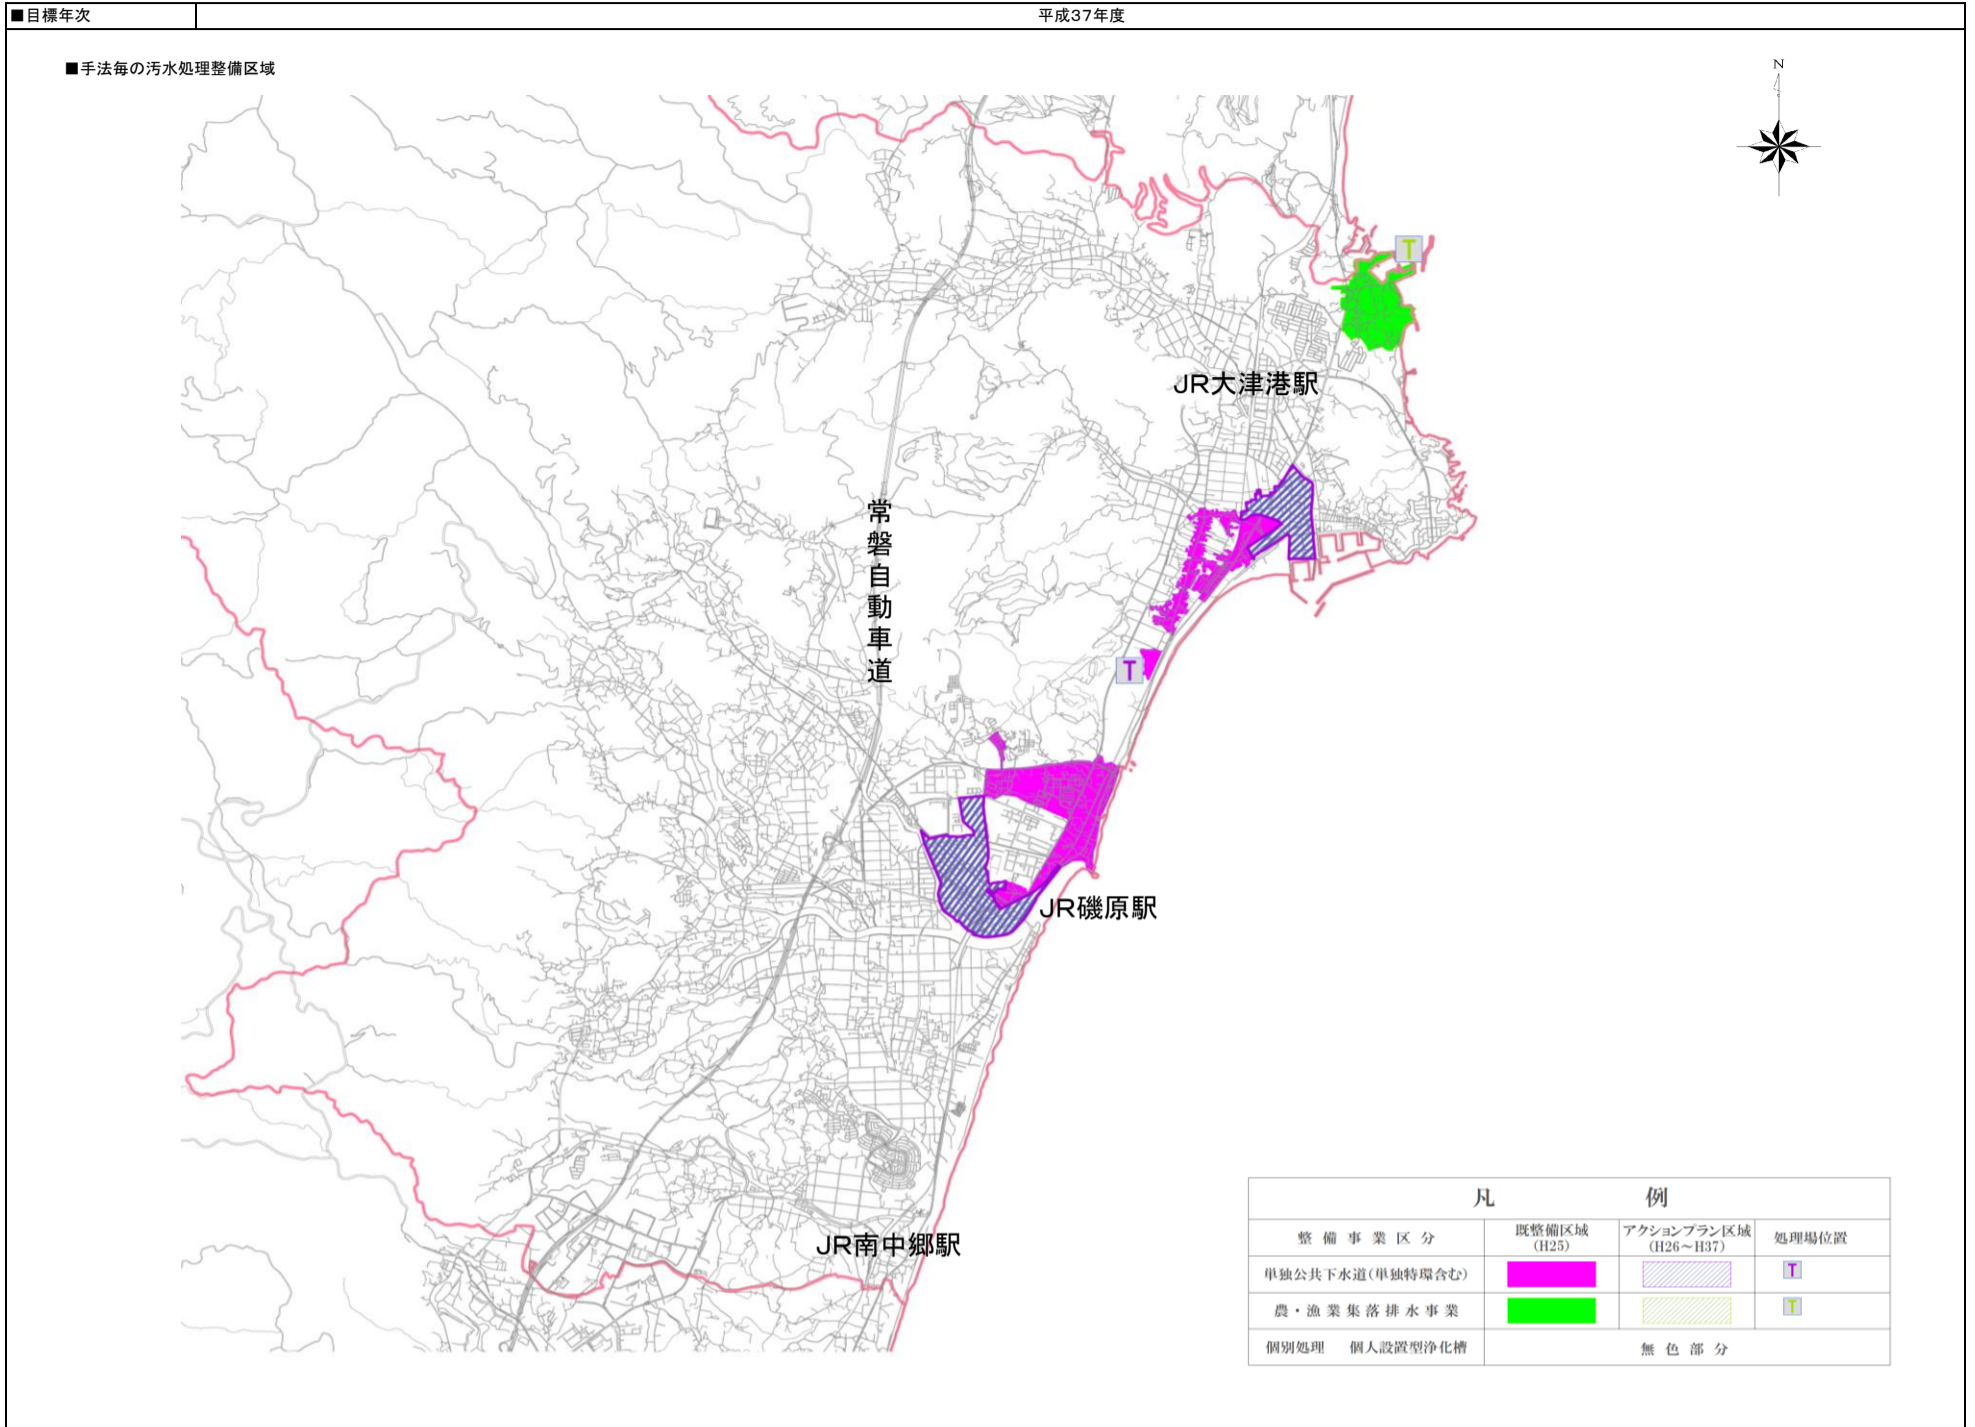 ■目標年次
平成37年度
■手法毎の汚水処理整備区域
N
T
JR大津港駅
常磐自動車道
T
JR磯原駅
JR南中郷駅
凡例
整備事業区分
既整備区域
(H25)
アクションプラン区域
(H26～H37)
処理場位置
単独公共下水道(単独特環含む)
T
農・漁業集落排水事業
T
個別処理 個人設置型浄化槽
無色部分